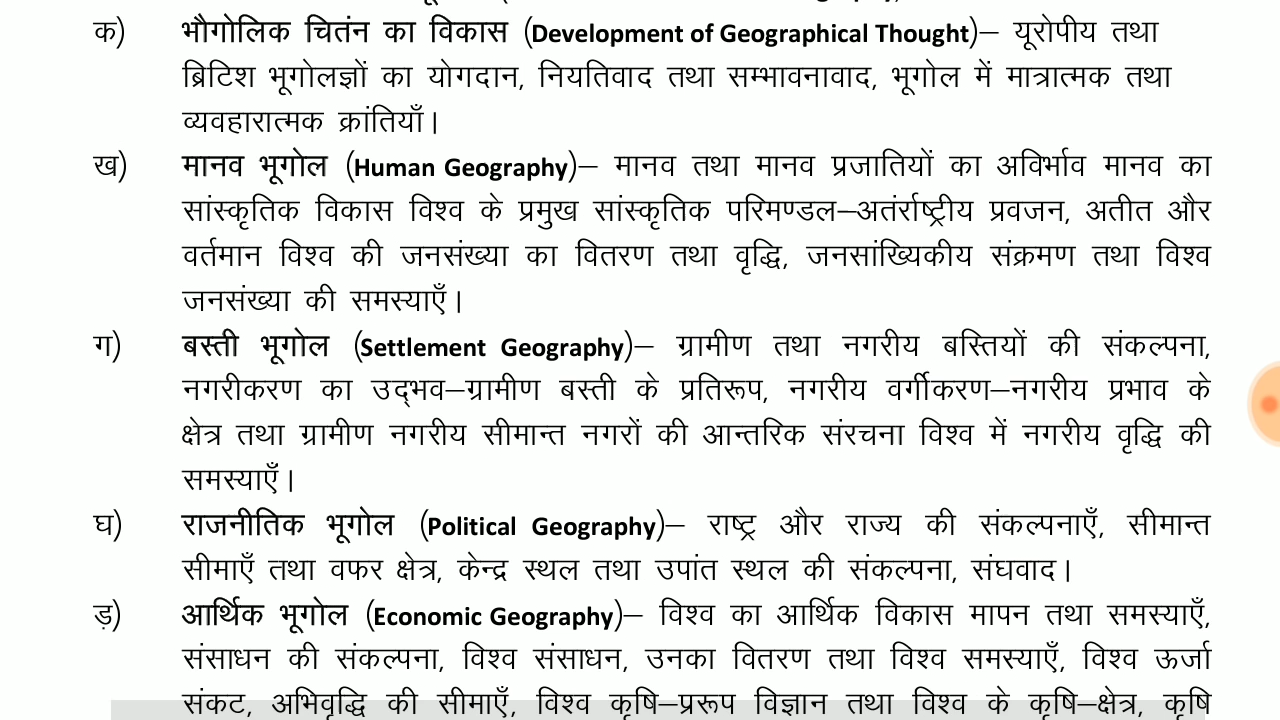 क) भौगोलिक चितंन का विकास (Development of Geographical Thought)– यूरोपीय तथा
ब्रिटिश भूगोलज्ञों का योगदान, नियतिवाद तथा सम्भावनावाद, भूगोल में मात्रात्मक तथा
व्यवहारात्मक क्रांतियाँ।
ख) मानव भूगोल (Human Geography)– मानव तथा मानव प्रजातियों का अविर्भाव मानव का
सांस्कृतिक विकास विश्व के प्रमुख सांस्कृतिक परिमण्डल–अतंर्राष्ट्रीय प्रवजन, अतीत और
वर्तमान विश्व की जनसंख्या का वितरण तथा वृद्धि, जनसांख्यिकीय संक्रमण तथा विश्व
जनसंख्या की समस्याएँ।
ग) बस्ती भूगोल (Settlement Geography)– ग्रामीण तथा नगरीय बस्तियों की संकल्पना,
नगरीकरण का उद्भव–ग्रामीण बस्ती के प्रतिरूप, नगरीय वर्गीकरण–नगरीय प्रभाव के
क्षेत्र तथा ग्रामीण नगरीय सीमान्त नगरों की आन्तरिक संरचना विश्व में नगरीय वृद्धि की
समस्याएँ।
घ) राजनीतिक भूगोल (Political Geography)– राष्ट्र और राज्य की संकल्पनाएँ, सीमान्त
सीमाएँ तथा वफर क्षेत्र, केन्द्र स्थल तथा उपांत स्थल की संकल्पना, संघवाद।
ड़) आर्थिक भूगोल (Economic Geography)– विश्व का आर्थिक विकास मापन तथा समस्याएँ,
संसाधन की संकल्पना, विश्व संसाधन, उनका वितरण तथा विश्व समस्याएँ, विश्व ऊर्जा
संकट, अभिवृद्धि की सीमाएँ, विश्व कृषि–प्ररूप विज्ञान तथा विश्व के कृषि–क्षेत्र, कृषि